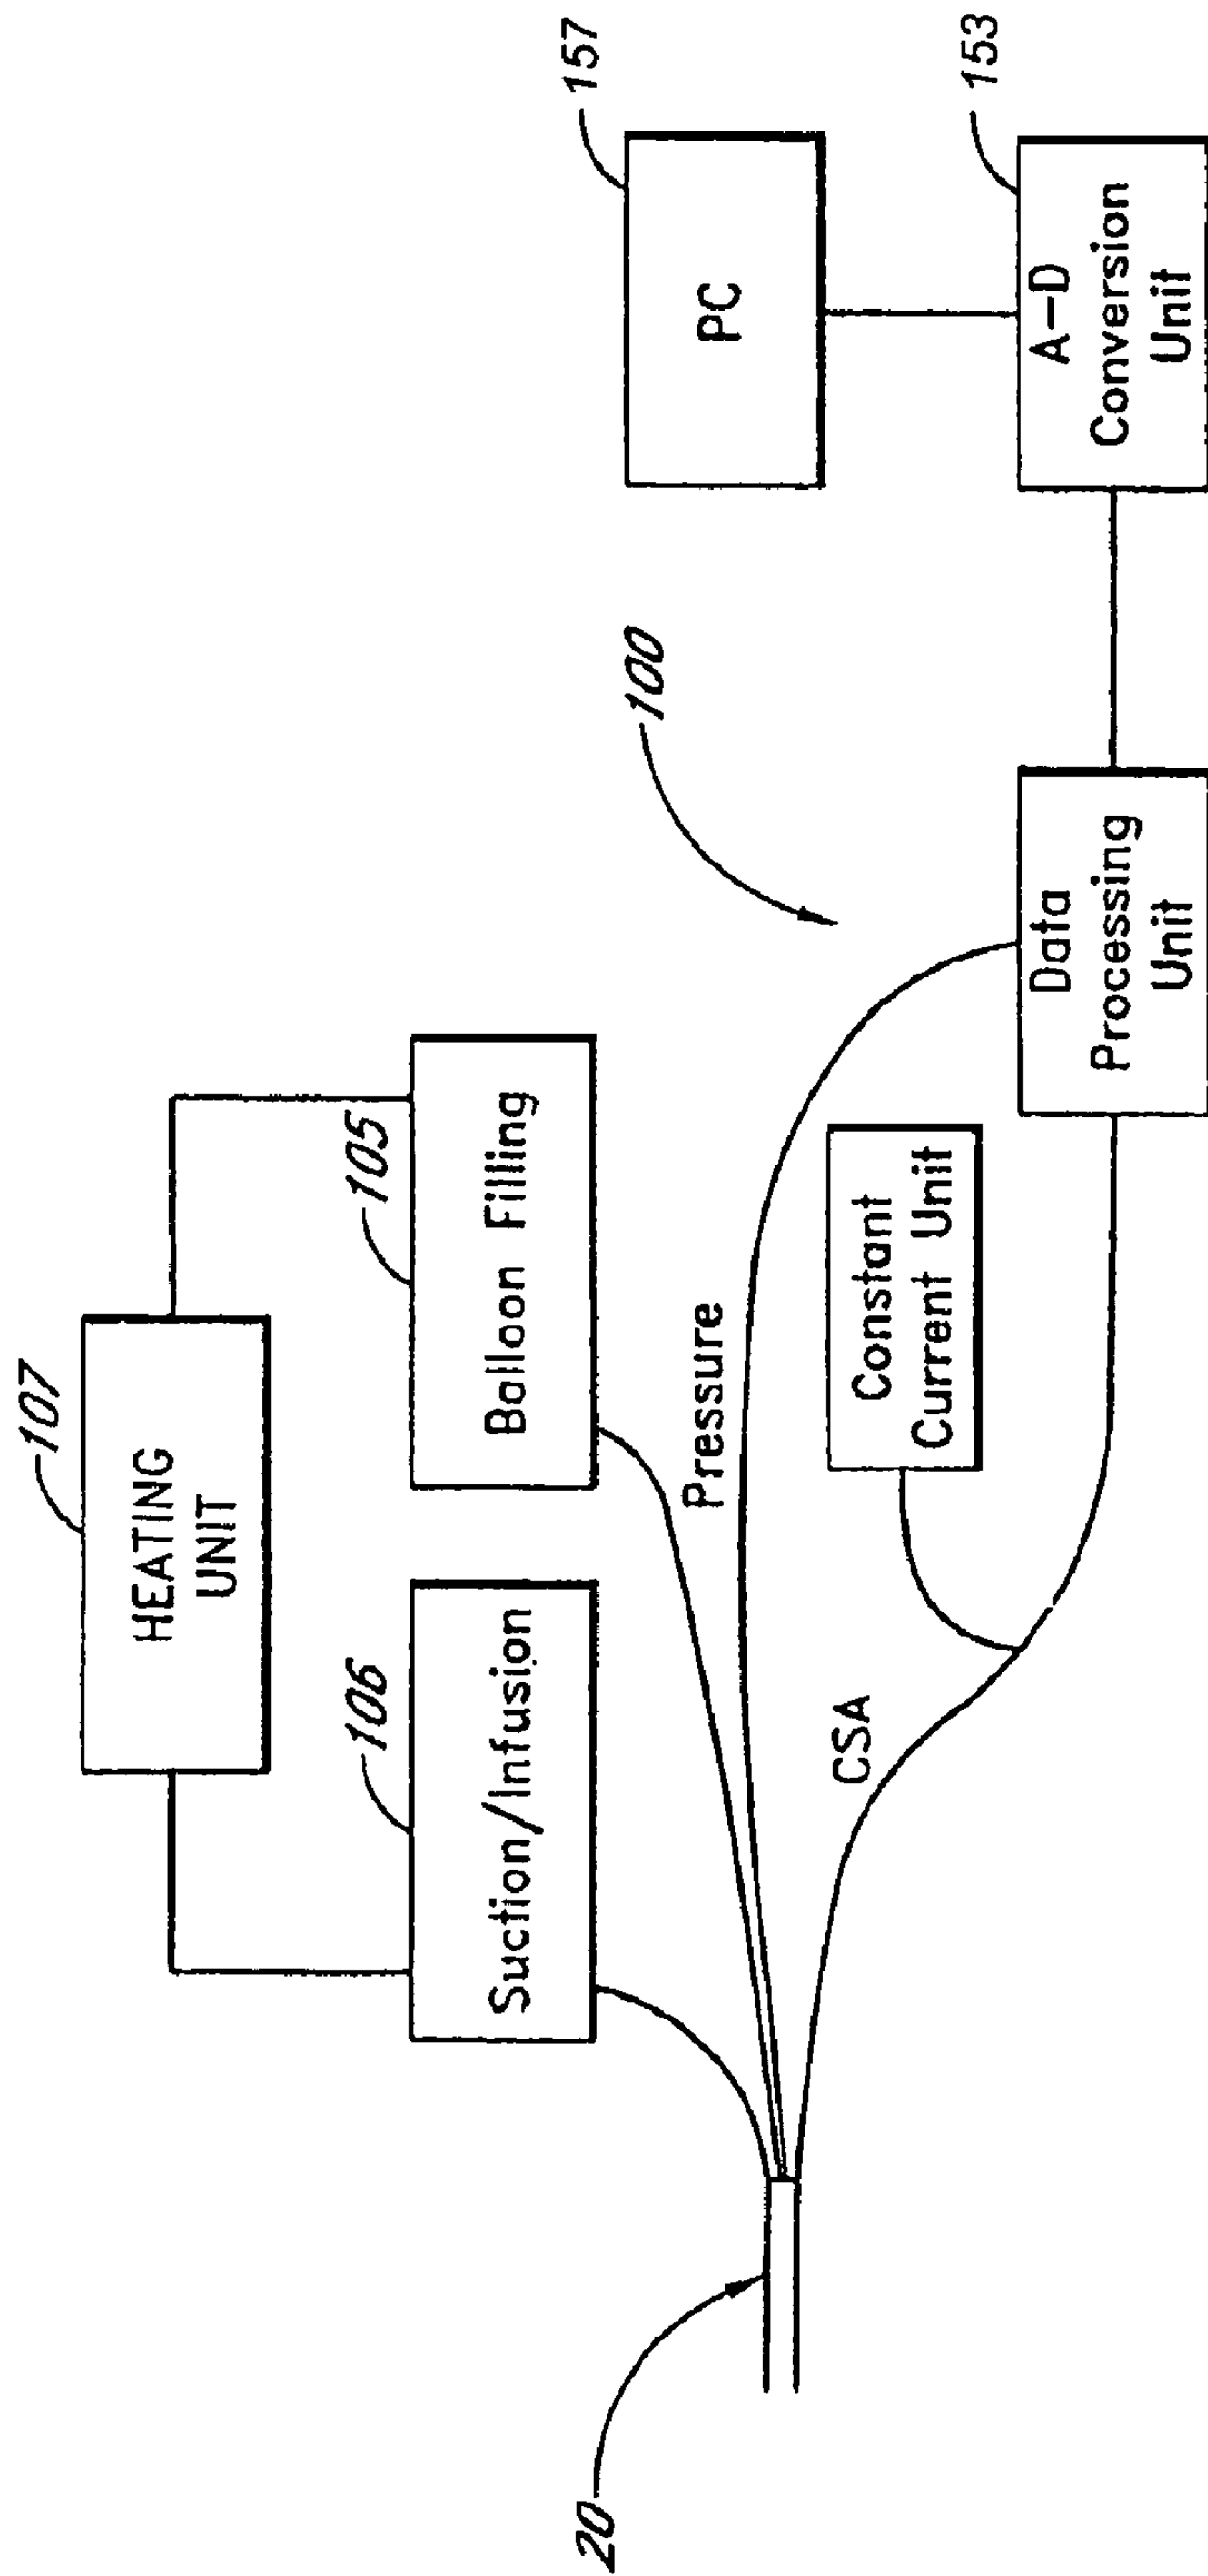 107
HEATING
UNIT
106
Suction/Infusion
105
Balloon Filling
157
PC
20
Pressure
100
CSA
Constant
Current Unit
Data
Processing
Unit
153
A-D
Conversion
Unit